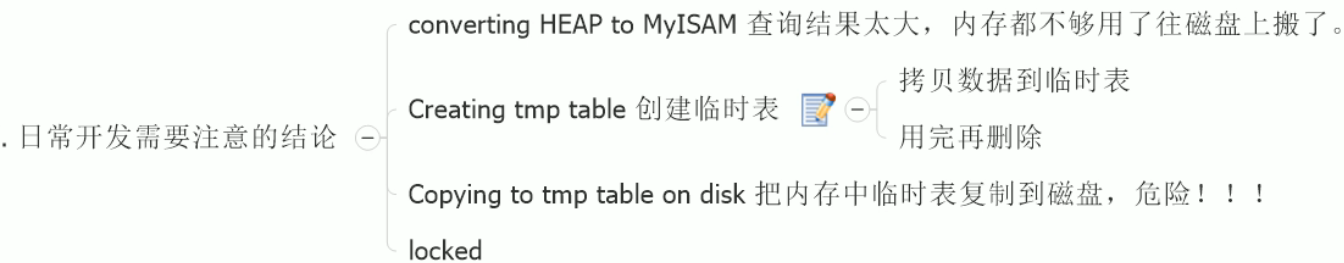 converting HEAP to MyISAM 查询结果太大，内存都不够用了往磁盘上搬了。
拷贝数据到临时表
Creating tmp table 创建临时表
. 日常开发需要注意的结论
用完再删除
Copying to tmp table on disk 把内存中临时表复制到磁盘，危险！！！
locked